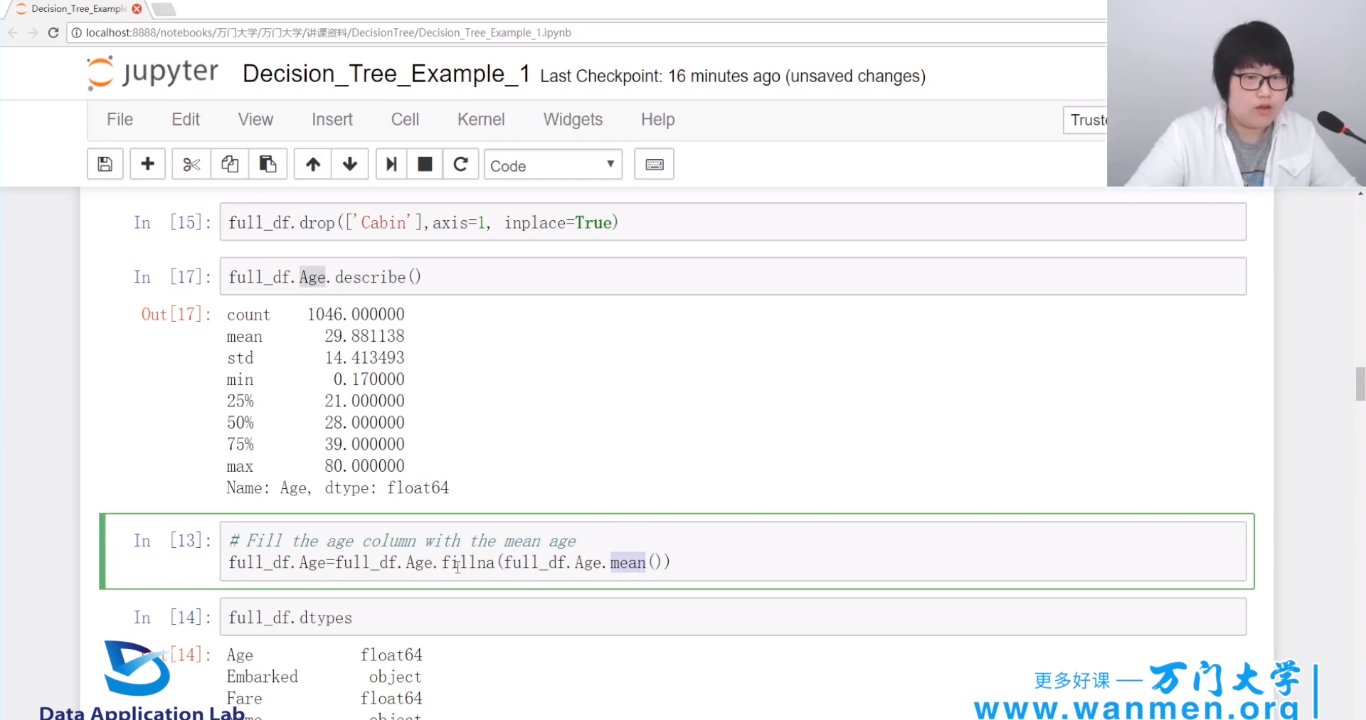 Decision_Tree_Example
localhost:8888/notebooks/万门大学/万门大学/讲课资料/DecisionTree/Decision_Tree_Example_1.ipynb
jupyter Decision_Tree_Example_1 Last Checkpoint: 16 minutes ago (unsaved changes)
File Edit View Insert Cell Kernel Widgets Help Truste
Code
In [15]: full_df.drop(['Cabin'],axis=1, inplace=True)
In [17]: full_df.Age.describe()
Out[17]: count 1046.000000
mean 29.881138
std 14.413493
min 0.170000
25% 21.000000
50% 28.000000
75% 39.000000
max 80.000000
Name: Age, dtype: float64
In [13]: # Fill the age column with the mean age
full_df.Age=full_df.Age.fillna(full_df.Age.mean())
In [14]: full_df.dtypes
[14]: Age float64
Embarked object
Fare float64
object
Data Application Lab
更多好课 — 万门大学
www.wanmen.org